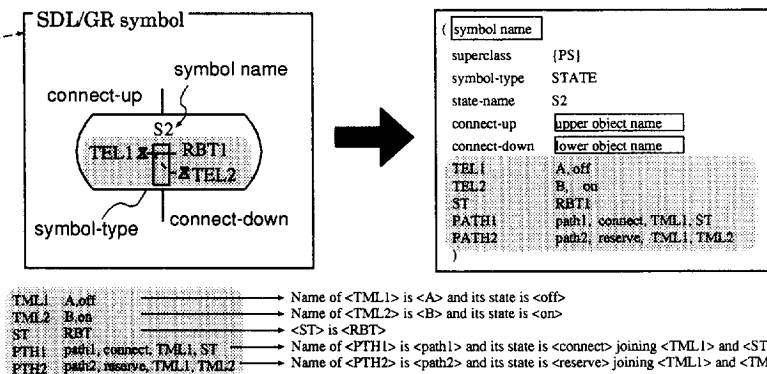 SDL/GR symbol
symbol name
connect-up
S2
TEL1 RBT1
TEL2
symbol-type
connect-down
( symbol name
superclass {PS}
symbol-type STATE
state-name S2
connect-up upper object name
connect-down lower object name
TEL1 A, off
TEL2 B, on
ST RBT1
PATH1 path1, connect, TML1, ST
PATH2 path2, reserve, TML1, TML2
)
TML1 A,off Name of <TML1> is <A> and its state is <off>
TML2 B,on Name of <TML2> is <B> and its state is <on>
ST RBT <ST> is <RBT>
PTH1 path1, connect, TML1, ST Name of <PTH1> is <path1> and its state is <connect> joining <TML1> and <ST
PTH2 path2, reserve, TML1, TML2 Name of <PTH2> is <path2> and its state is <reserve> joining <TML1> and <TM